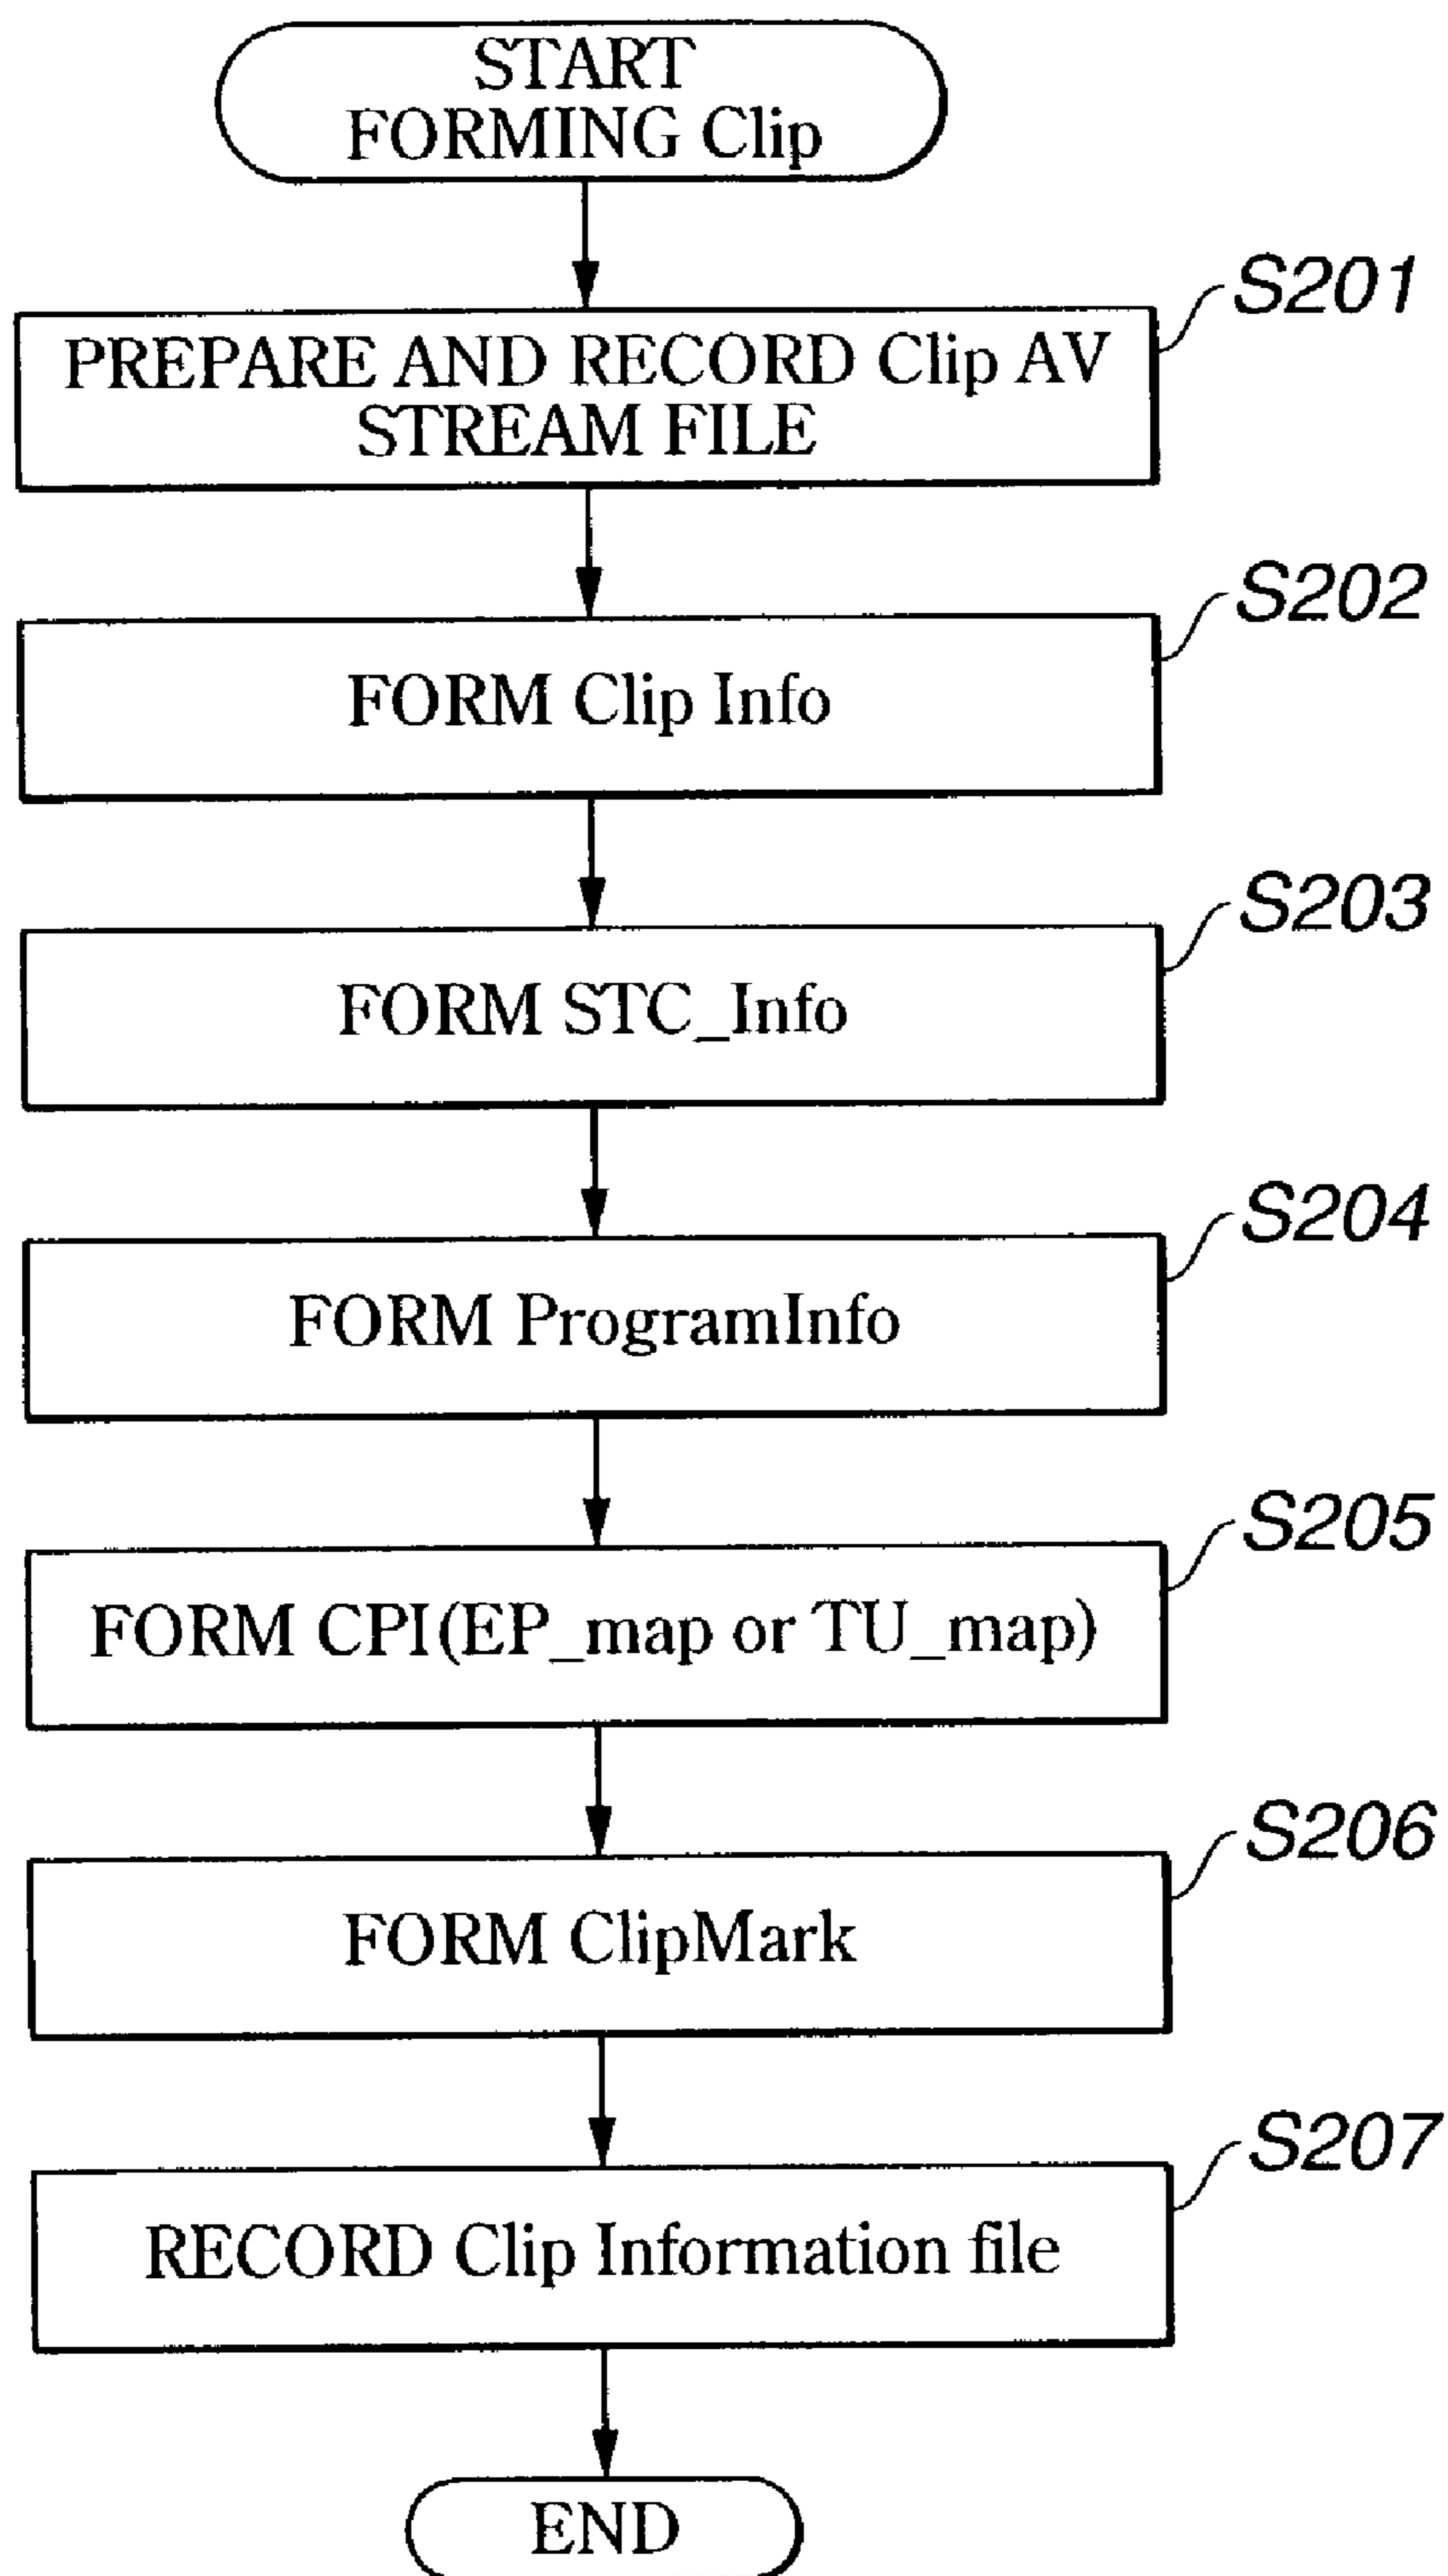 START
FORMING Clip
S201
PREPARE AND RECORD Clip AV
STREAM FILE
S202
FORM Clip Info
S203
FORM STC_Info
S204
FORM ProgramInfo
S205
FORM CPI(EP_map or TU_map)
S206
FORM ClipMark
S207
RECORD Clip Information file
END